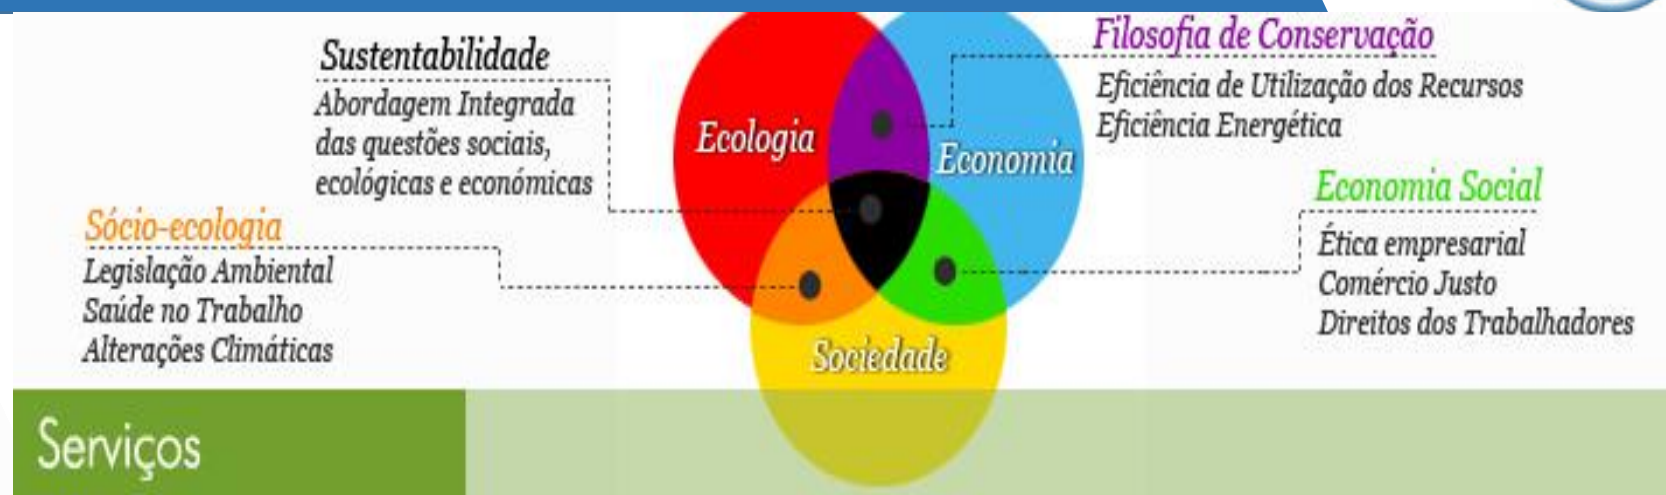 Sustentabilidade
Abordagem Integrada
das questões sociais,
ecológicas e económicas
Sócio-ecologia
Legislação Ambiental
Saúde no Trabalho
Alterações Climáticas
Ecologia
Economia
Sociedade
Filosofia de Conservação
Eficiência de Utilização dos Recursos
Eficiência Energética
Economia Social
Ética empresarial
Comércio Justo
Direitos dos Trabalhadores
Serviços